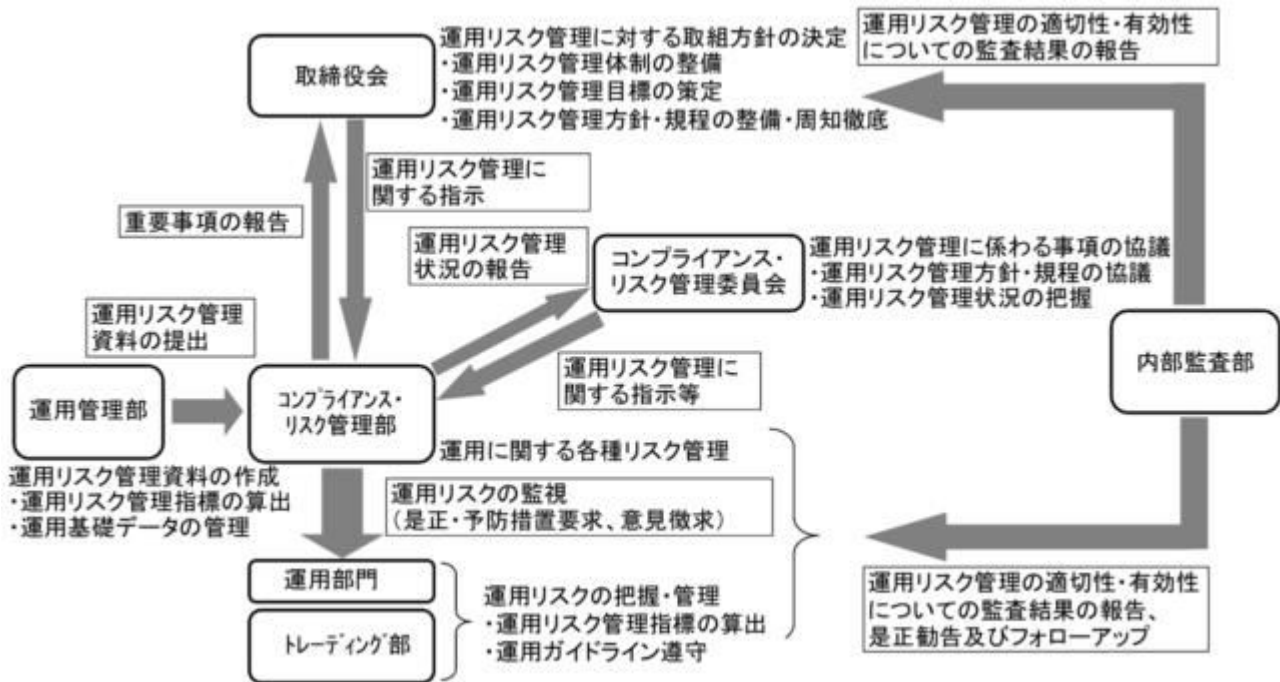 取締役会
運用リスク管理に対する取組方針の決定
・運用リスク管理体制の整備
・運用リスク管理目標の策定
・運用リスク管理方針・規程の整備・周知徹底
運用リスク管理の適切性・有効性
についての監査結果の報告
運用リスク管理に
関する指示
重要事項の報告
運用リスク管理
状況の報告
コンプライアンス・
リスク管理委員会
運用リスク管理に係わる事項の協議
・運用リスク管理方針・規程の協議
・運用リスク管理状況の把握
運用リスク管理
資料の提出
運用リスク管理に
関する指示等
内部監査部
運用管理部
コンプライアンス・
リスク管理部
運用に関する各種リスク管理
運用リスク管理資料の作成
・運用リスク管理指標の算出
・運用基礎データの管理
運用リスクの監視
（是正・予防措置要求、意見徴求）
運用部門
トレーディング部
運用リスクの把握・管理
・運用リスク管理指標の算出
・運用ガイドライン遵守
運用リスク管理の適切性・有効性
についての監査結果の報告、
是正勧告及びフォローアップ